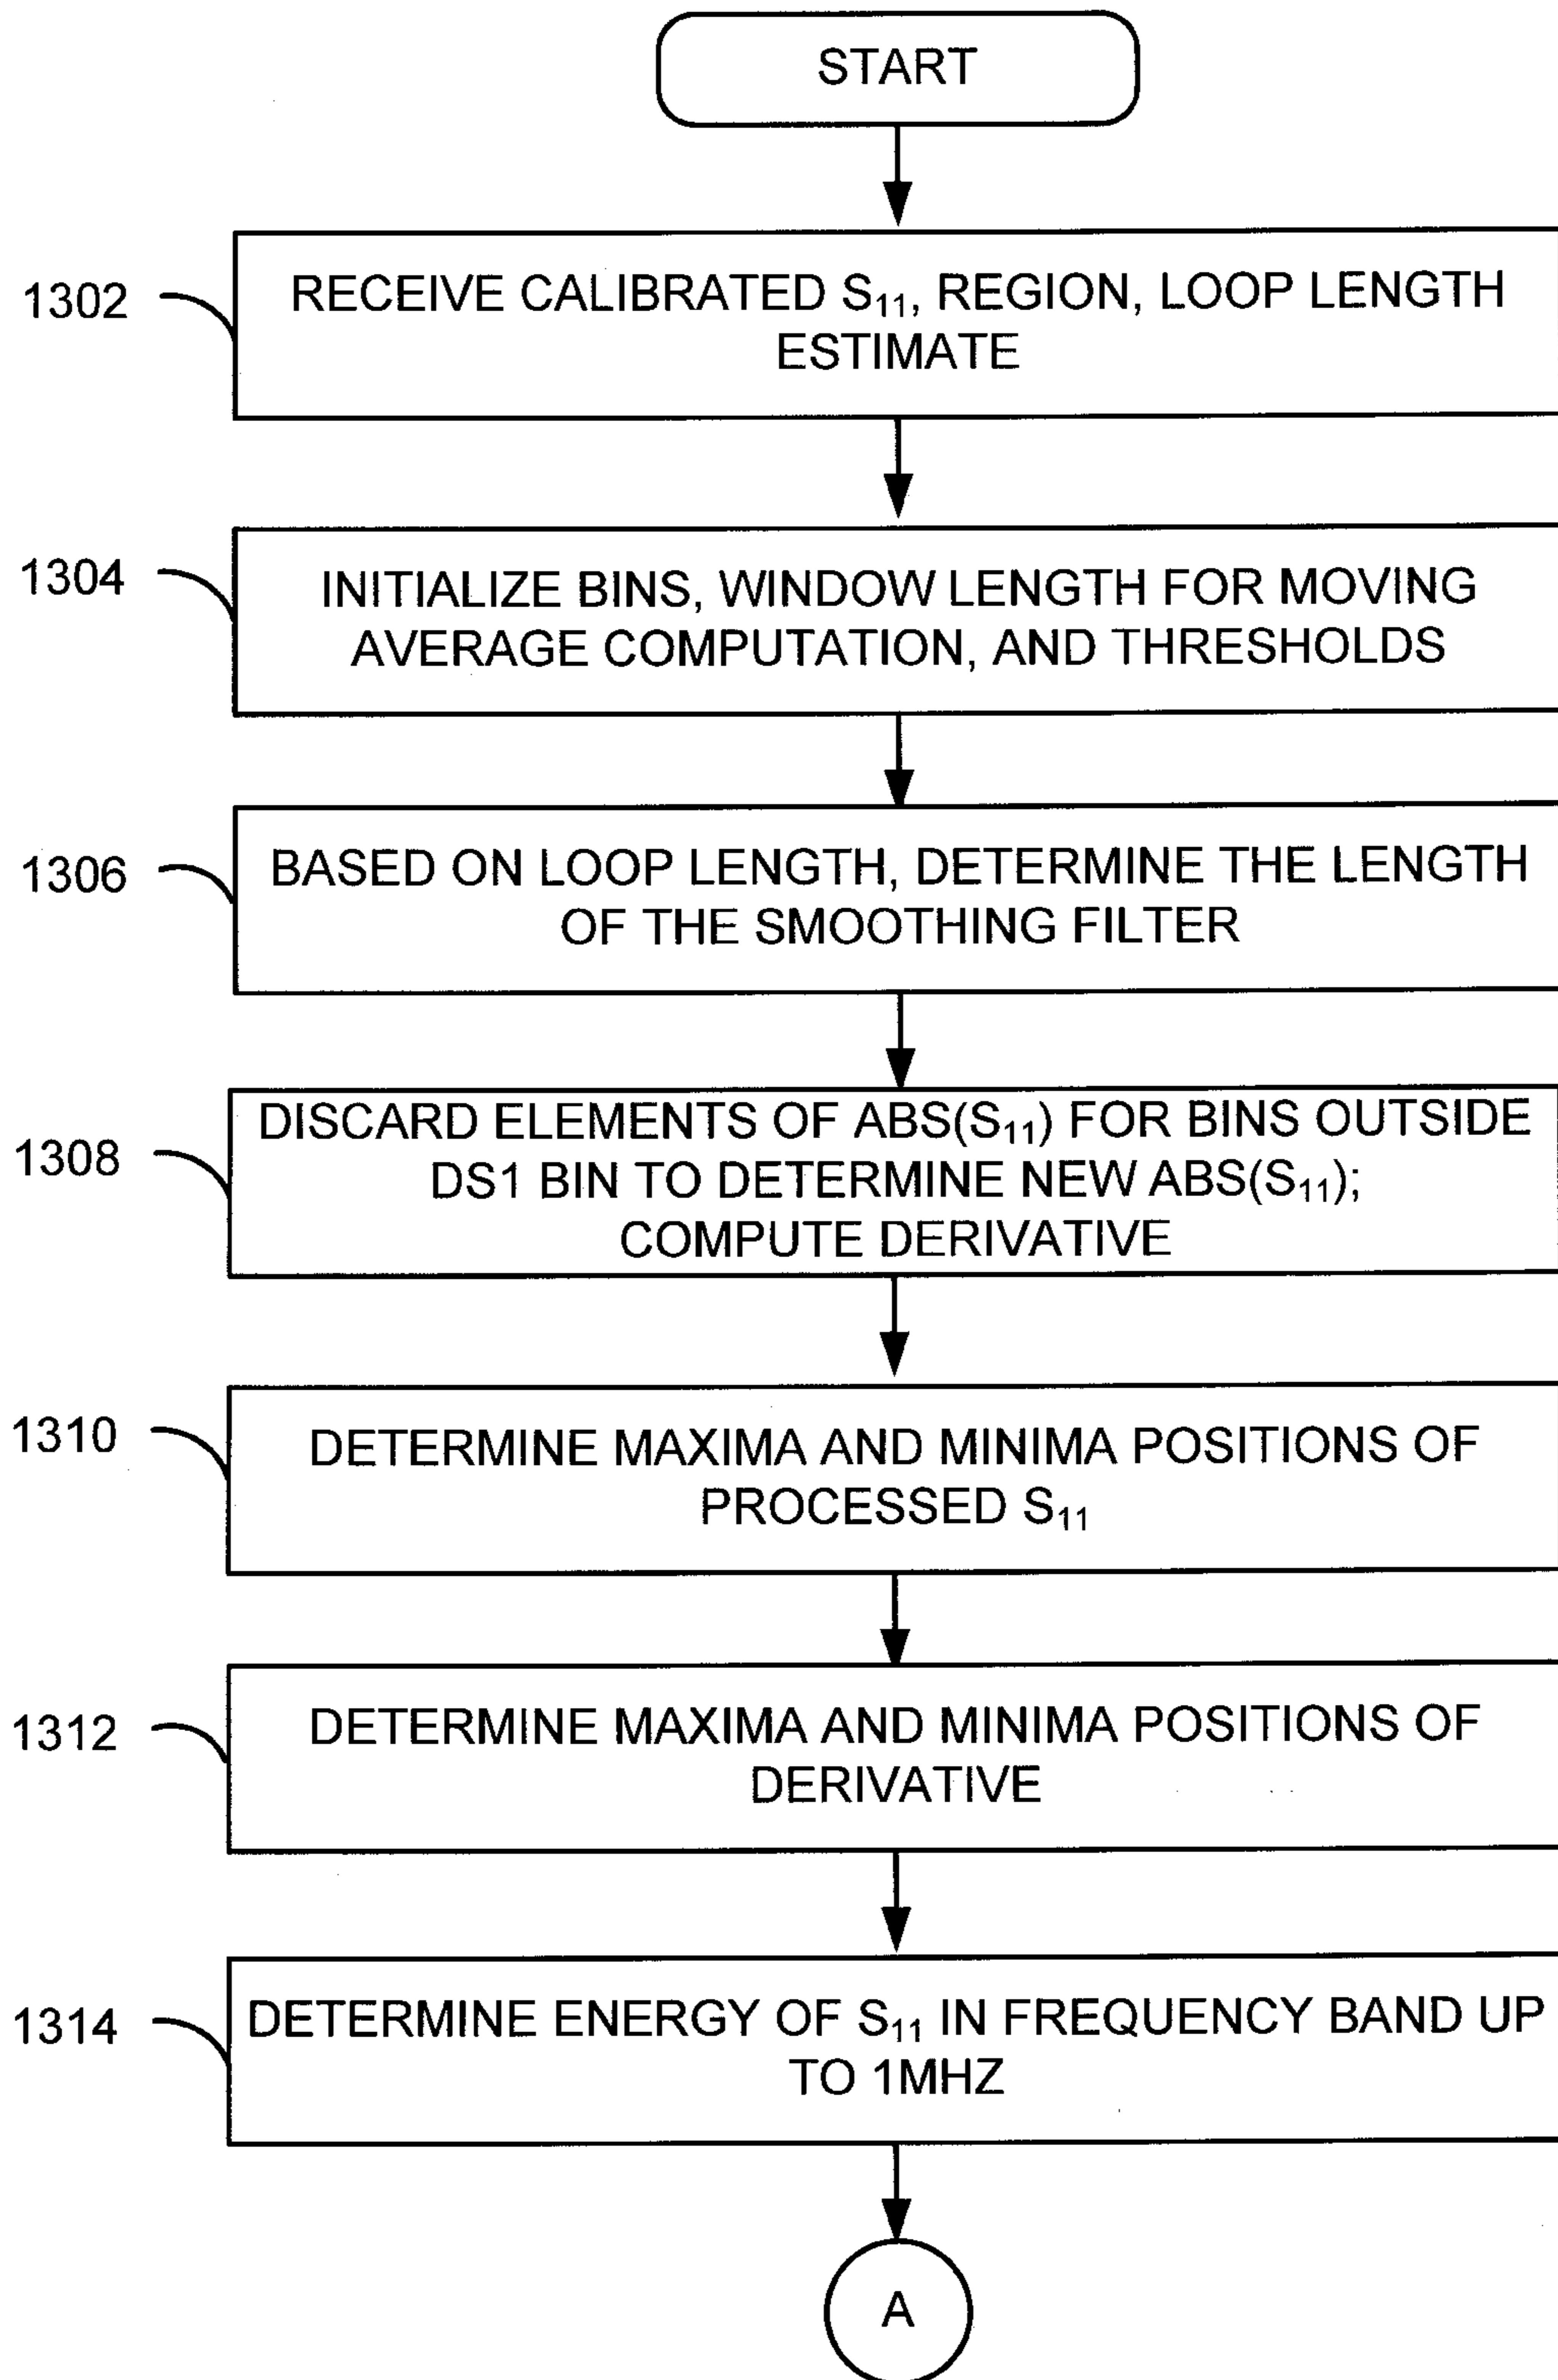 START
1302
RECEIVE CALIBRATED S₁₁, REGION, LOOP LENGTH
ESTIMATE
1304
INITIALIZE BINS, WINDOW LENGTH FOR MOVING
AVERAGE COMPUTATION, AND THRESHOLDS
1306
BASED ON LOOP LENGTH, DETERMINE THE LENGTH
OF THE SMOOTHING FILTER
1308
DISCARD ELEMENTS OF ABS(S₁₁) FOR BINS OUTSIDE
DS1 BIN TO DETERMINE NEW ABS(S₁₁);
COMPUTE DERIVATIVE
1310
DETERMINE MAXIMA AND MINIMA POSITIONS OF
PROCESSED S₁₁
1312
DETERMINE MAXIMA AND MINIMA POSITIONS OF
DERIVATIVE
1314
DETERMINE ENERGY OF S₁₁ IN FREQUENCY BAND UP
TO 1MHZ
A